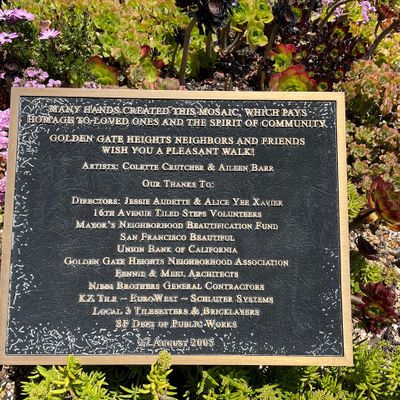 MANY HANDS CREATED THIS MOSAIC, WHICH PAYS
HOMAGE TO LOVED ONES AND THE SPIRIT OF COMMUNITY.
GOLDEN GATE HEIGHTS NEIGHBORS AND FRIENDS
WISH YOU A PLEASANT WALK!
ARTISTS: COLETTE CRUTCHER & AILEEN BARR
OUR THANKS TO:
DIRECTORS: JESSIE AUDETTE & ALICE YEE XAVIER
16TH AVENUE TILED STEPS VOLUNTEERS
MAYOR'S NEIGHBORHOOD BEAUTIFICATION FUND
SAN FRANCISCO BEAUTIFUL
UNION BANK OF CALIFORNIA
GOLDEN GATE HEIGHTS NEIGHBORHOOD ASSOCIATION
& MEKI, ARCHITECTS
NIBBI BROTHERS GENERAL CONTRACTORS
KZ TILE ~ EUROWEST ~ SCHLUTER SYSTEMS
LOCAL 3 TILESETTERS & BRICKLAYERS
SF DEPT OF PUBLIC WORKS
27 AUGUST 2005